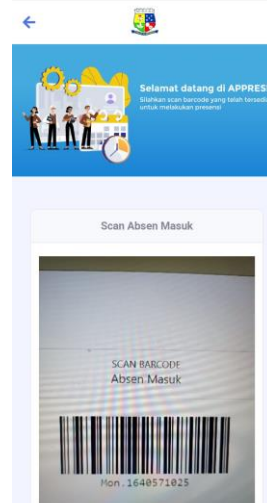 Selamat datang di APPRES
Silahkan scan barcode yang telah tersedi
untuk melakukan presensi
Scan Absen Masuk
SCAN BARCODE
Absen Masuk
Mon.1640571025